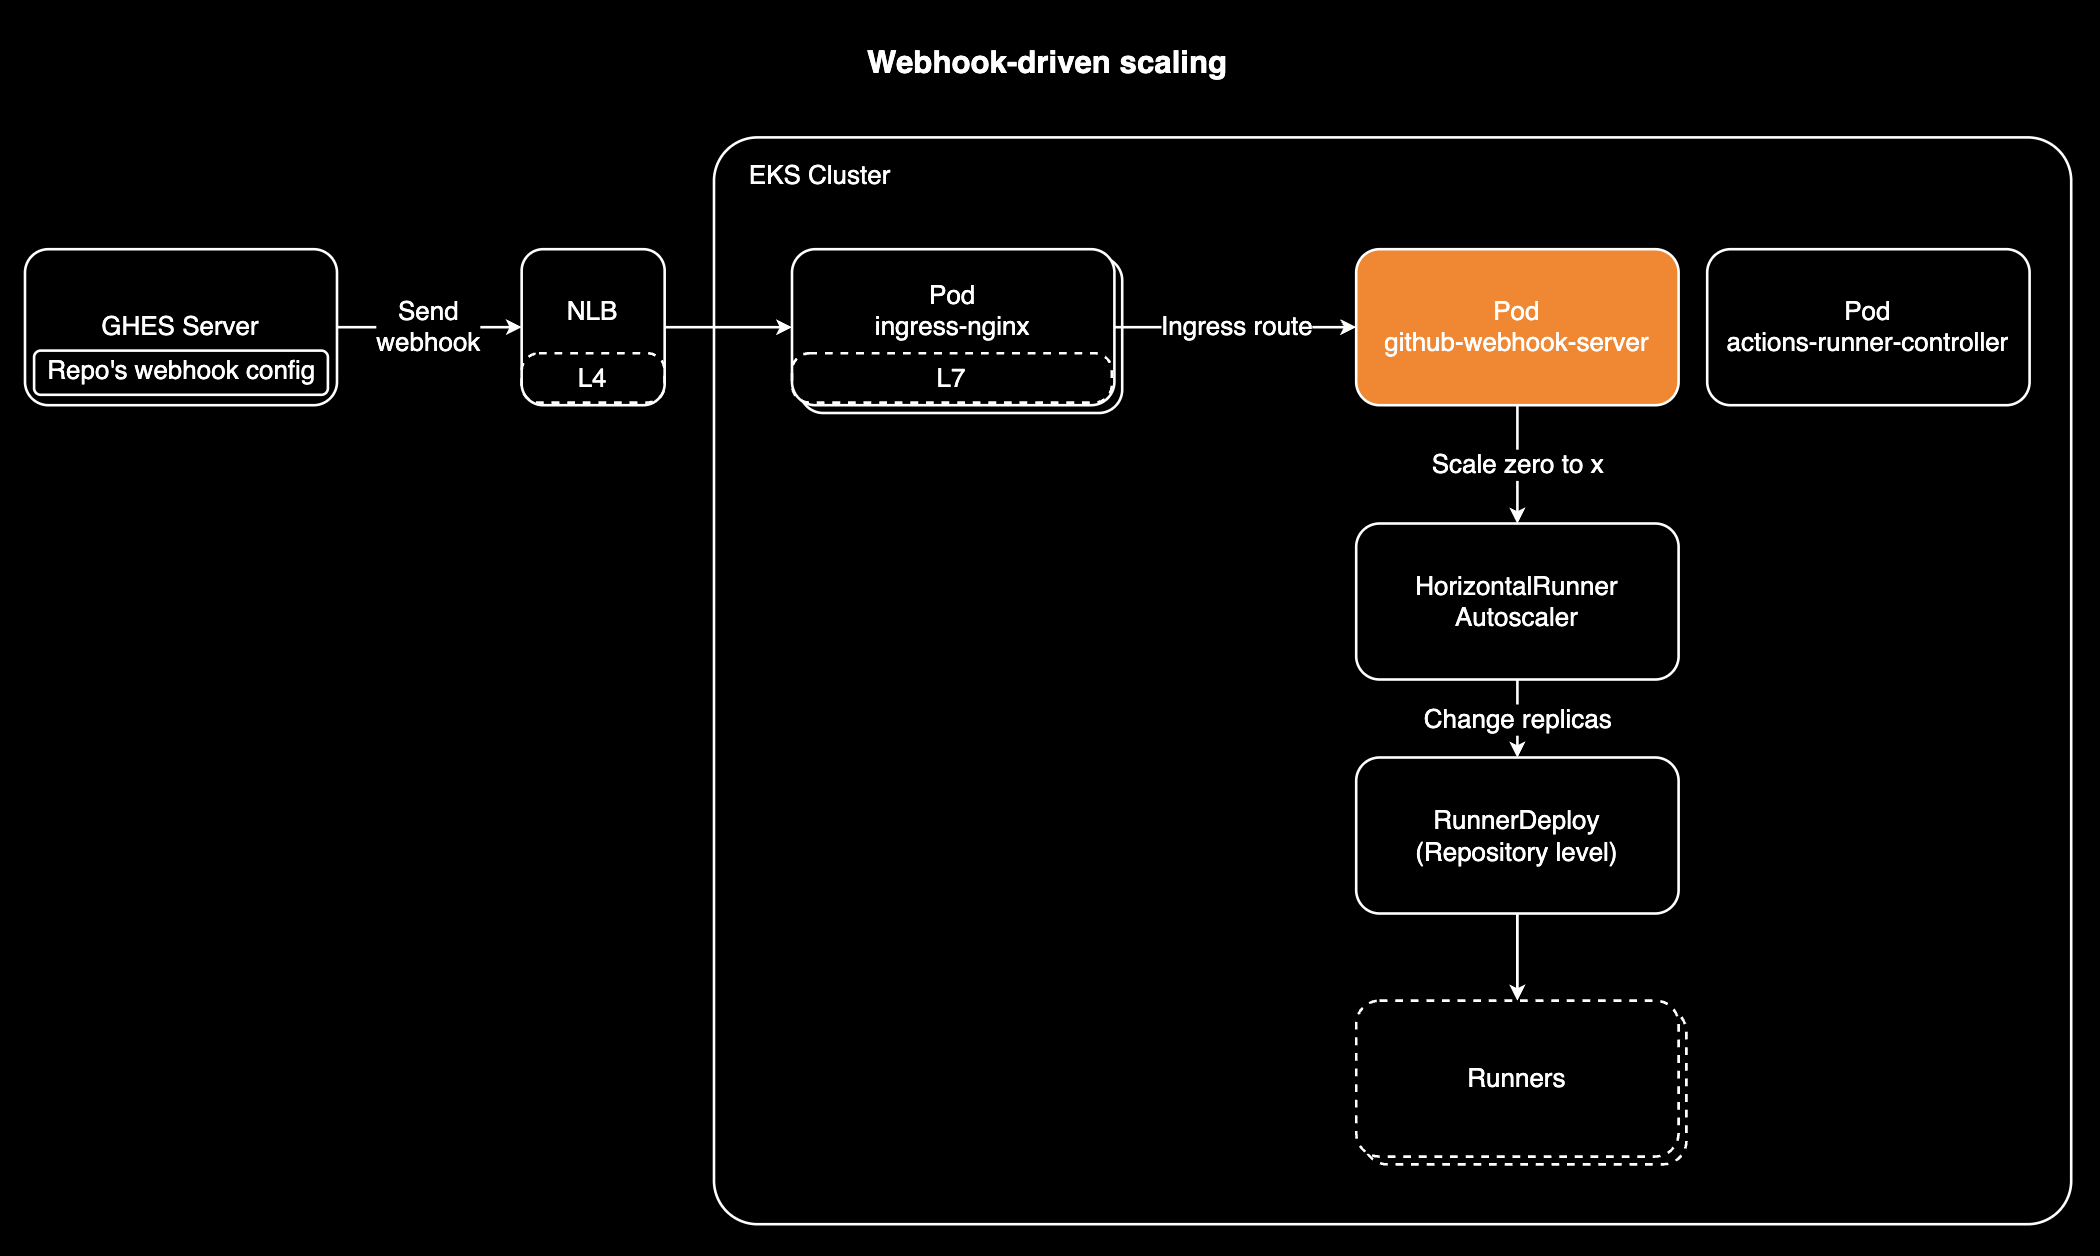 Webhook-driven scaling
EKS Cluster
GHES Server
Repo's webhook config
Send
webhook
NLB
L4
Pod
ingress-nginx
L7
Ingress route
Pod
github-webhook-server
Pod
actions-runner-controller
Scale zero to x
HorizontalRunner
Autoscaler
Change replicas
RunnerDeploy
(Repository level)
Runners